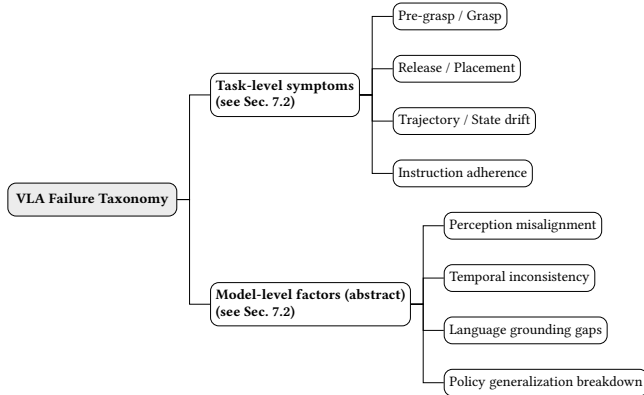 VLA Failure Taxonomy
Task-level symptoms
(see Sec. 7.2)
Pre-grasp / Grasp
Release / Placement
Trajectory / State drift
Instruction adherence
Model-level factors (abstract)
(see Sec. 7.2)
Perception misalignment
Temporal inconsistency
Language grounding gaps
Policy generalization breakdown